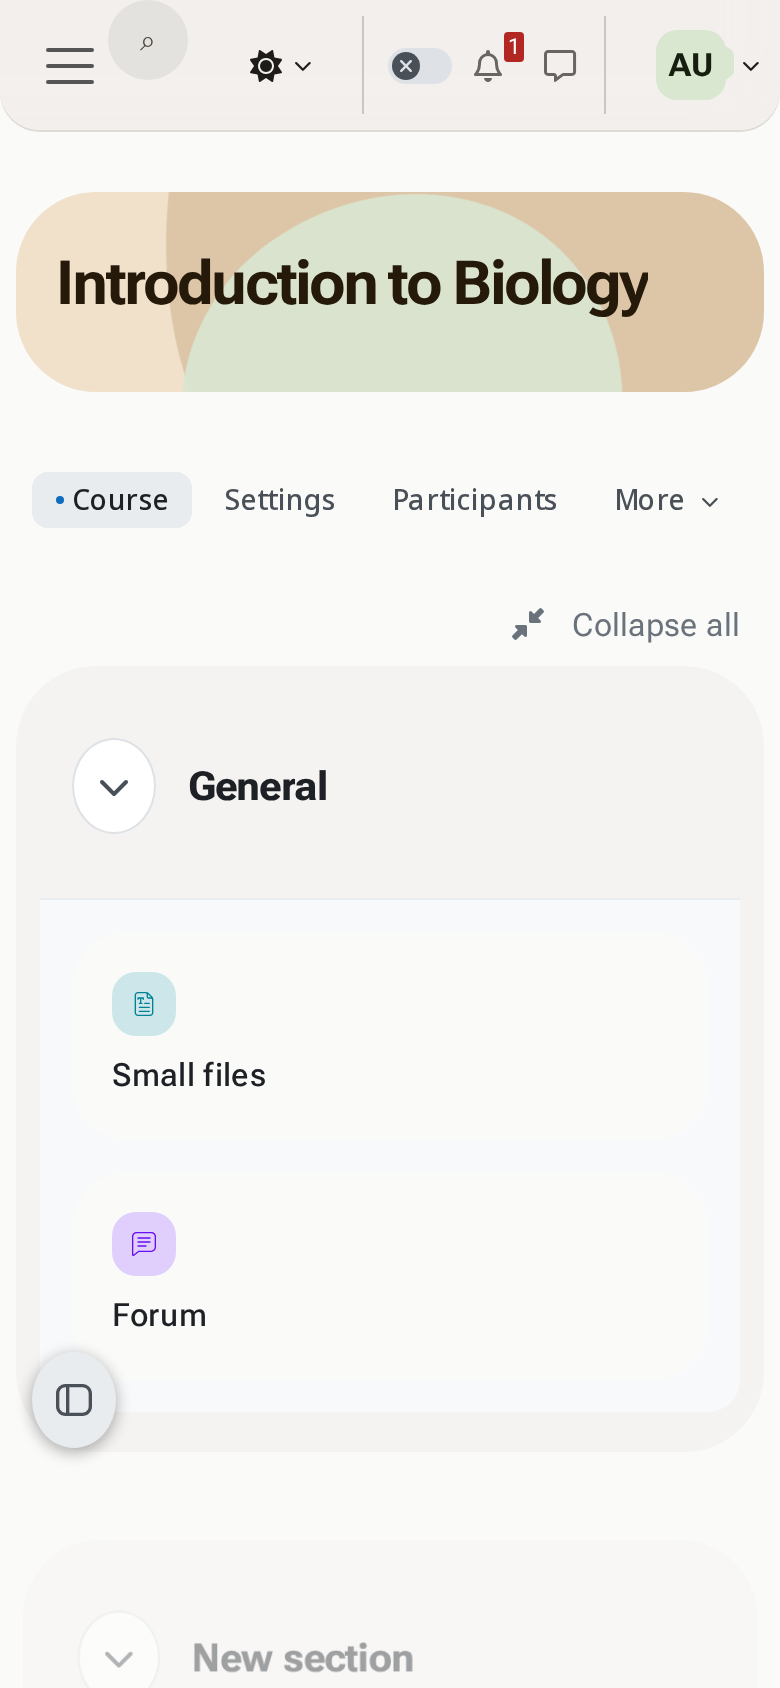 1
AU
Introduction to Biology
Course
Settings
Participants
More
Collapse all
General
Small files
Forum
New section